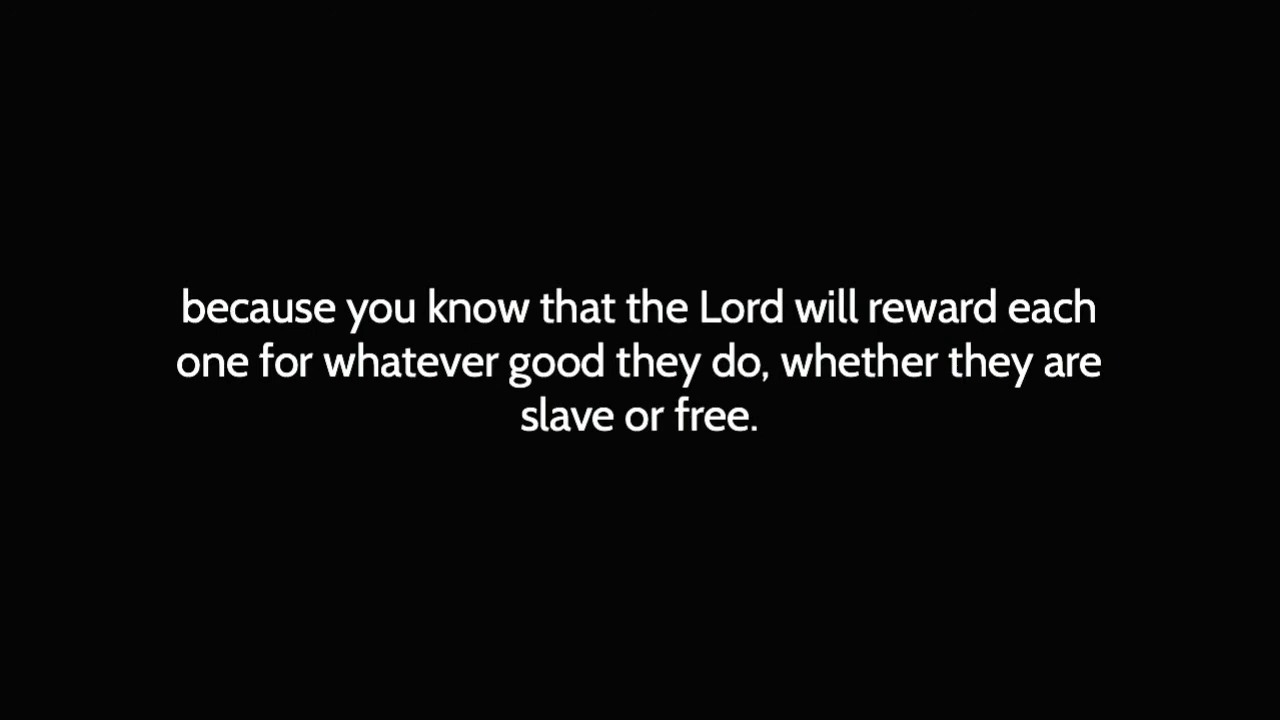 because you know that the Lord will reward each
one for whatever good they do, whether they are
slave or free.